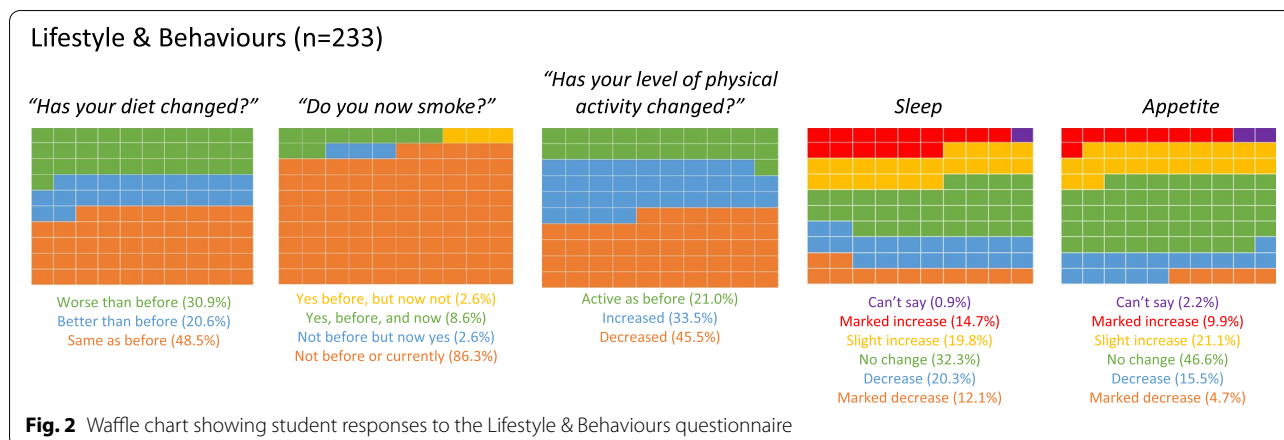 Lifestyle & Behaviours (n=233)
“Has your diet changed?”
Worse than before (30.9%)
Better than before (20.6%)
Same as before (48.5%)
“Do you now smoke?”
Yes before, but now not (2.6%)
Yes, before, and now (8.6%)
Not before but now yes (2.6%)
Not before or currently (86.3%)
“Has your level of physical
activity changed?”
Active as before (21.0%)
Increased (33.5%)
Decreased (45.5%)
Sleep
Can’t say (0.9%)
Marked increase (14.7%)
Slight increase (19.8%)
No change (32.3%)
Decrease (20.3%)
Marked decrease (12.1%)
Appetite
Can’t say (2.2%)
Marked increase (9.9%)
Slight increase (21.1%)
No change (46.6%)
Decrease (15.5%)
Marked decrease (4.7%)
Fig. 2 Waffle chart showing student responses to the Lifestyle & Behaviours questionnaire